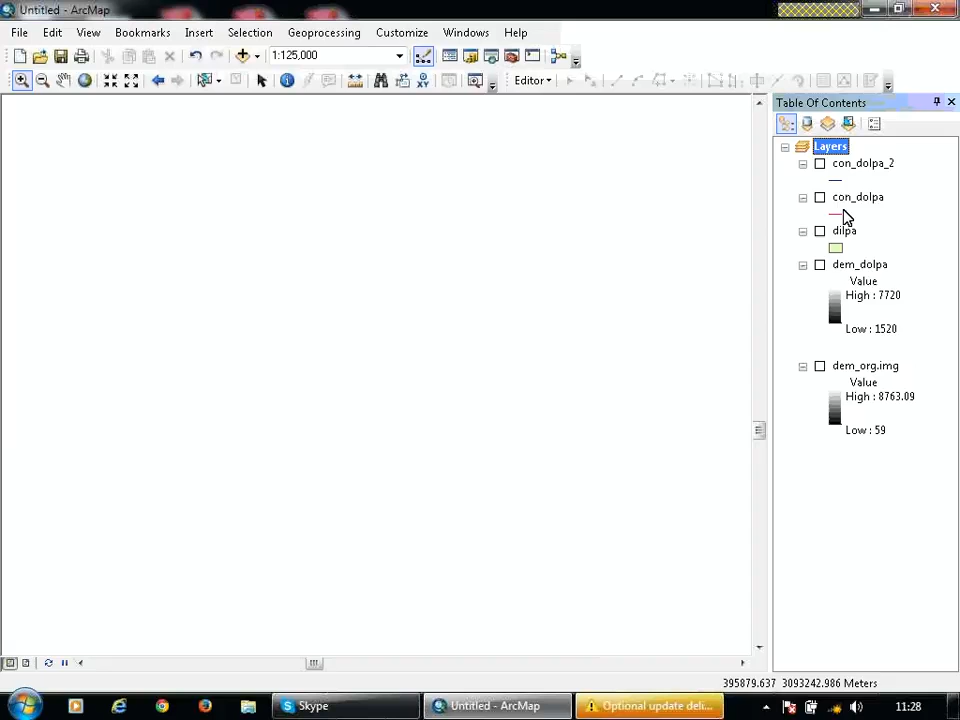 Untitled - ArcMap
File Edit View Bookmarks Insert Selection Geoprocessing Customize Windows Help
1:125,000
Editor
Table Of Contents
Layers
con_dolpa_2
con_dolpa
dilpa
dem_dolpa
Value
High : 7720
Low : 1520
dem_org.img
Value
High : 8763.09
Low : 59
395879.637 3093242.986 Meters
Skype
Untitled - ArcMap
Optional update deli...
11:28